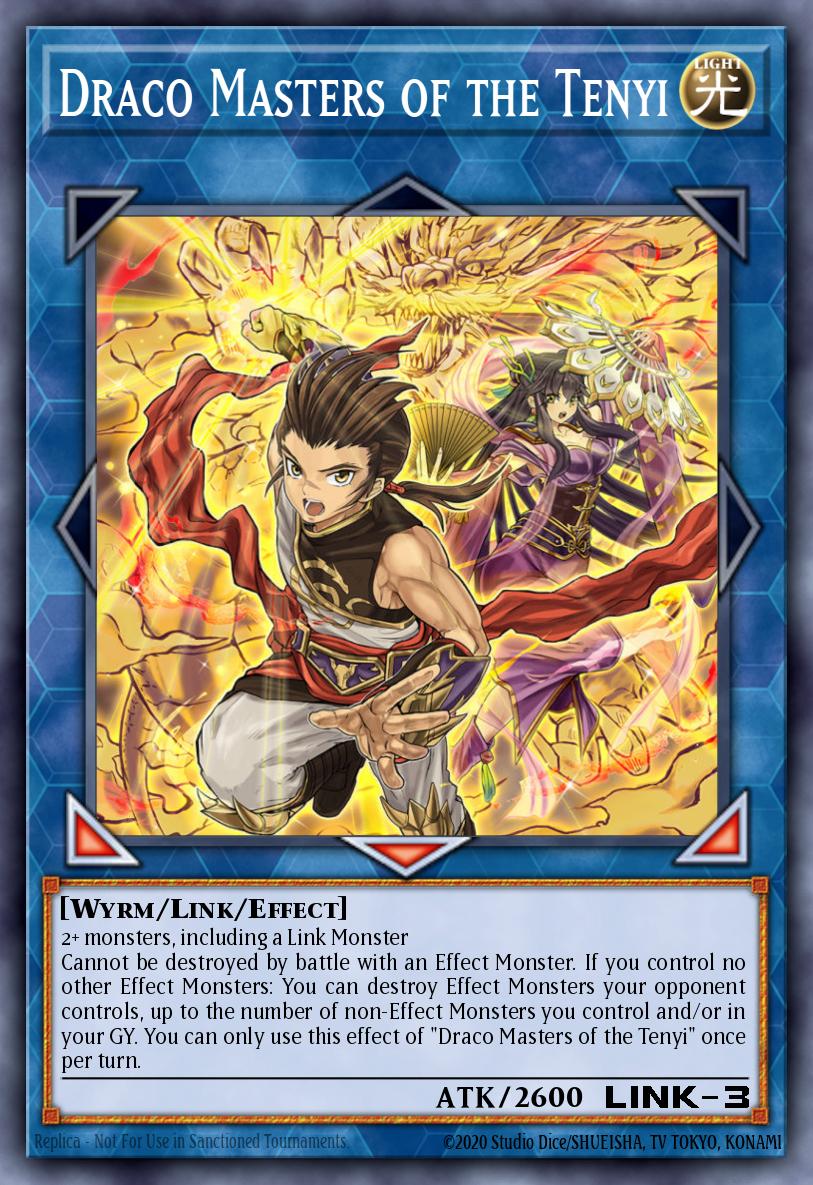 DRACO MASTERS OF THE TENYI
LIGHT
光
[WYRM/LINK/EFFECT]
2+ monsters, including a Link Monster
Cannot be destroyed by battle with an Effect Monster. If you control no
other Effect Monsters: You can destroy Effect Monsters your opponent
controls, up to the number of non-Effect Monsters you control and/or in
your GY. You can only use this effect of "Draco Masters of the Tenyi" once
per turn.
ATK/2600 LINK-3
Replica - Not For Use in Sanctioned Tournaments.
©2020 Studio Dice/SHUEISHA, TV TOKYO, KONAMI